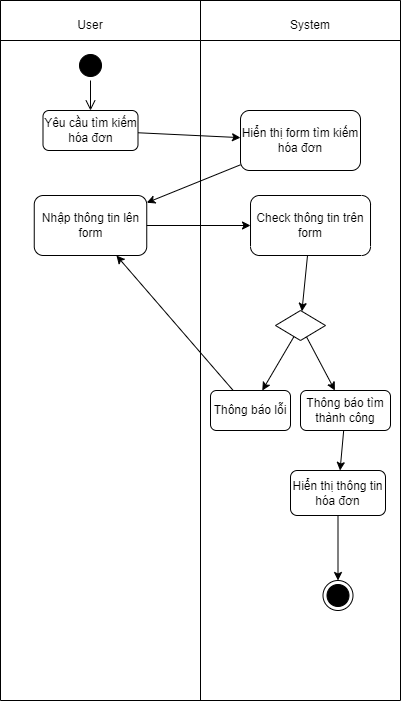 User
System
Yêu cầu tìm kiếm
hóa đơn
Hiển thị form tìm kiếm
hóa đơn
Nhập thông tin lên
form
Check thông tin trên
form
Thông báo lỗi
Thông báo tìm
thành công
Hiển thị thông tin
hóa đơn